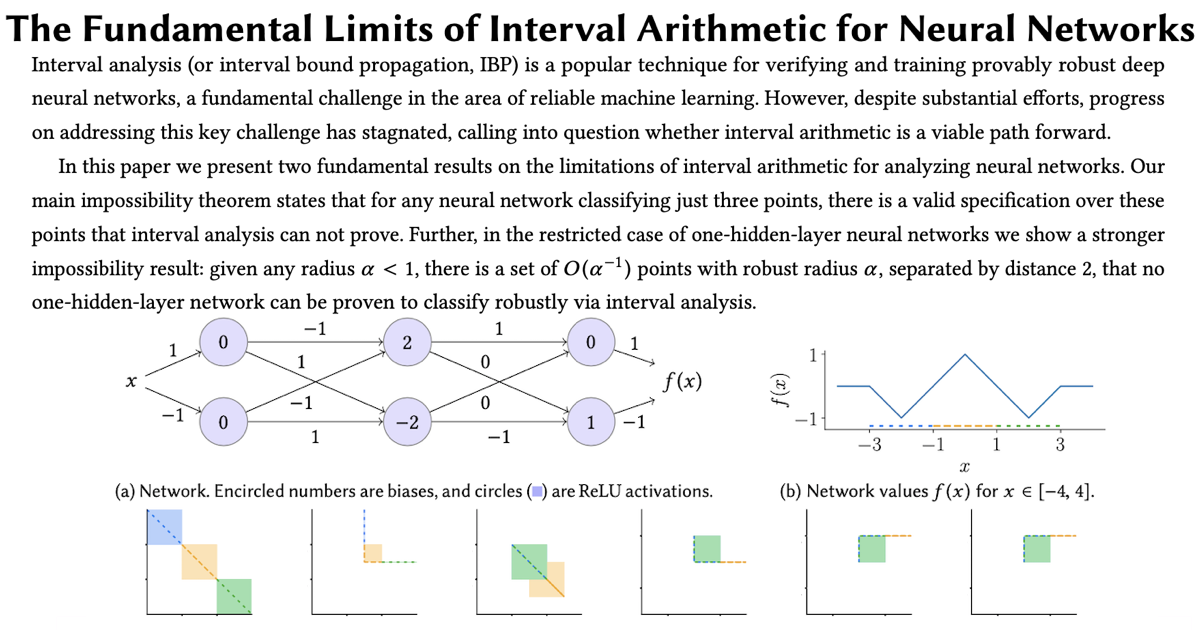 The Fundamental Limits of Interval Arithmetic for Neural Networks
Interval analysis (or interval bound propagation, IBP) is a popular technique for verifying and training provably robust deep
neural networks, a fundamental challenge in the area of reliable machine learning. However, despite substantial efforts, progress
on addressing this key challenge has stagnated, calling into question whether interval arithmetic is a viable path forward.
In this paper we present two fundamental results on the limitations of interval arithmetic for analyzing neural networks. Our
main impossibility theorem states that for any neural network classifying just three points, there is a valid specification over these
points that interval analysis can not prove. Further, in the restricted case of one-hidden-layer neural networks we show a stronger
impossibility result: given any radius α < 1, there is a set of O(α⁻¹) points with robust radius α, separated by distance 2, that no
one-hidden-layer network can be proven to classify robustly via interval analysis.
x
1
−1
0
0
−1
1
−1
1
2
−2
1
0
0
−1
0
1
1
−1
f(x)
f(x)
1
−1
−3 −1 1 3
x
(a) Network. Encircled numbers are biases, and circles ( ) are ReLU activations.
(b) Network values f(x) for x ∈ [−4, 4].